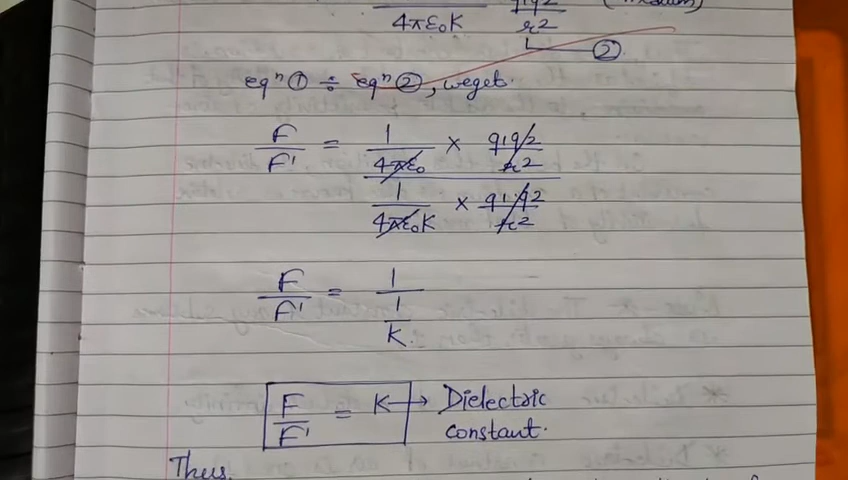 4πε₀K q1q2 (medium)
r2
②
eqⁿ ① ÷ eqⁿ ②, we get.
F/F' = 1/4πε₀ × q1q2/r2
1/4πε₀K × q1q2/r2
F/F' = 1/(1/K)
F/F' = K → Dielectric
constant.
Thus,